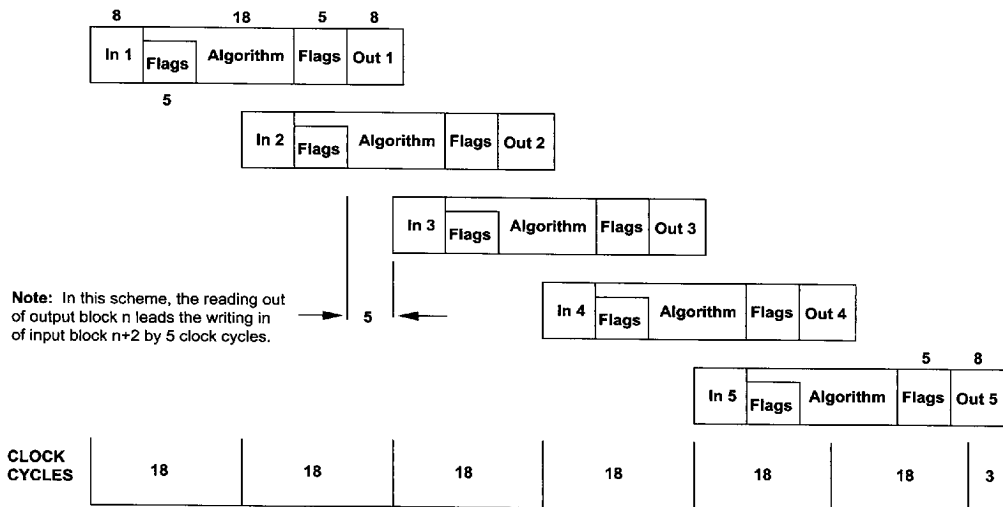 8 18 5 8
In 1 Flags Algorithm Flags Out 1
5
In 2 Flags Algorithm Flags Out 2
In 3 Flags Algorithm Flags Out 3
Note: In this scheme, the reading out
of output block n leads the writing in
of input block n+2 by 5 clock cycles.
5
In 4 Flags Algorithm Flags Out 4
5 8
In 5 Flags Algorithm Flags Out 5
CLOCK
CYCLES
18 18 18 18 18 18 3